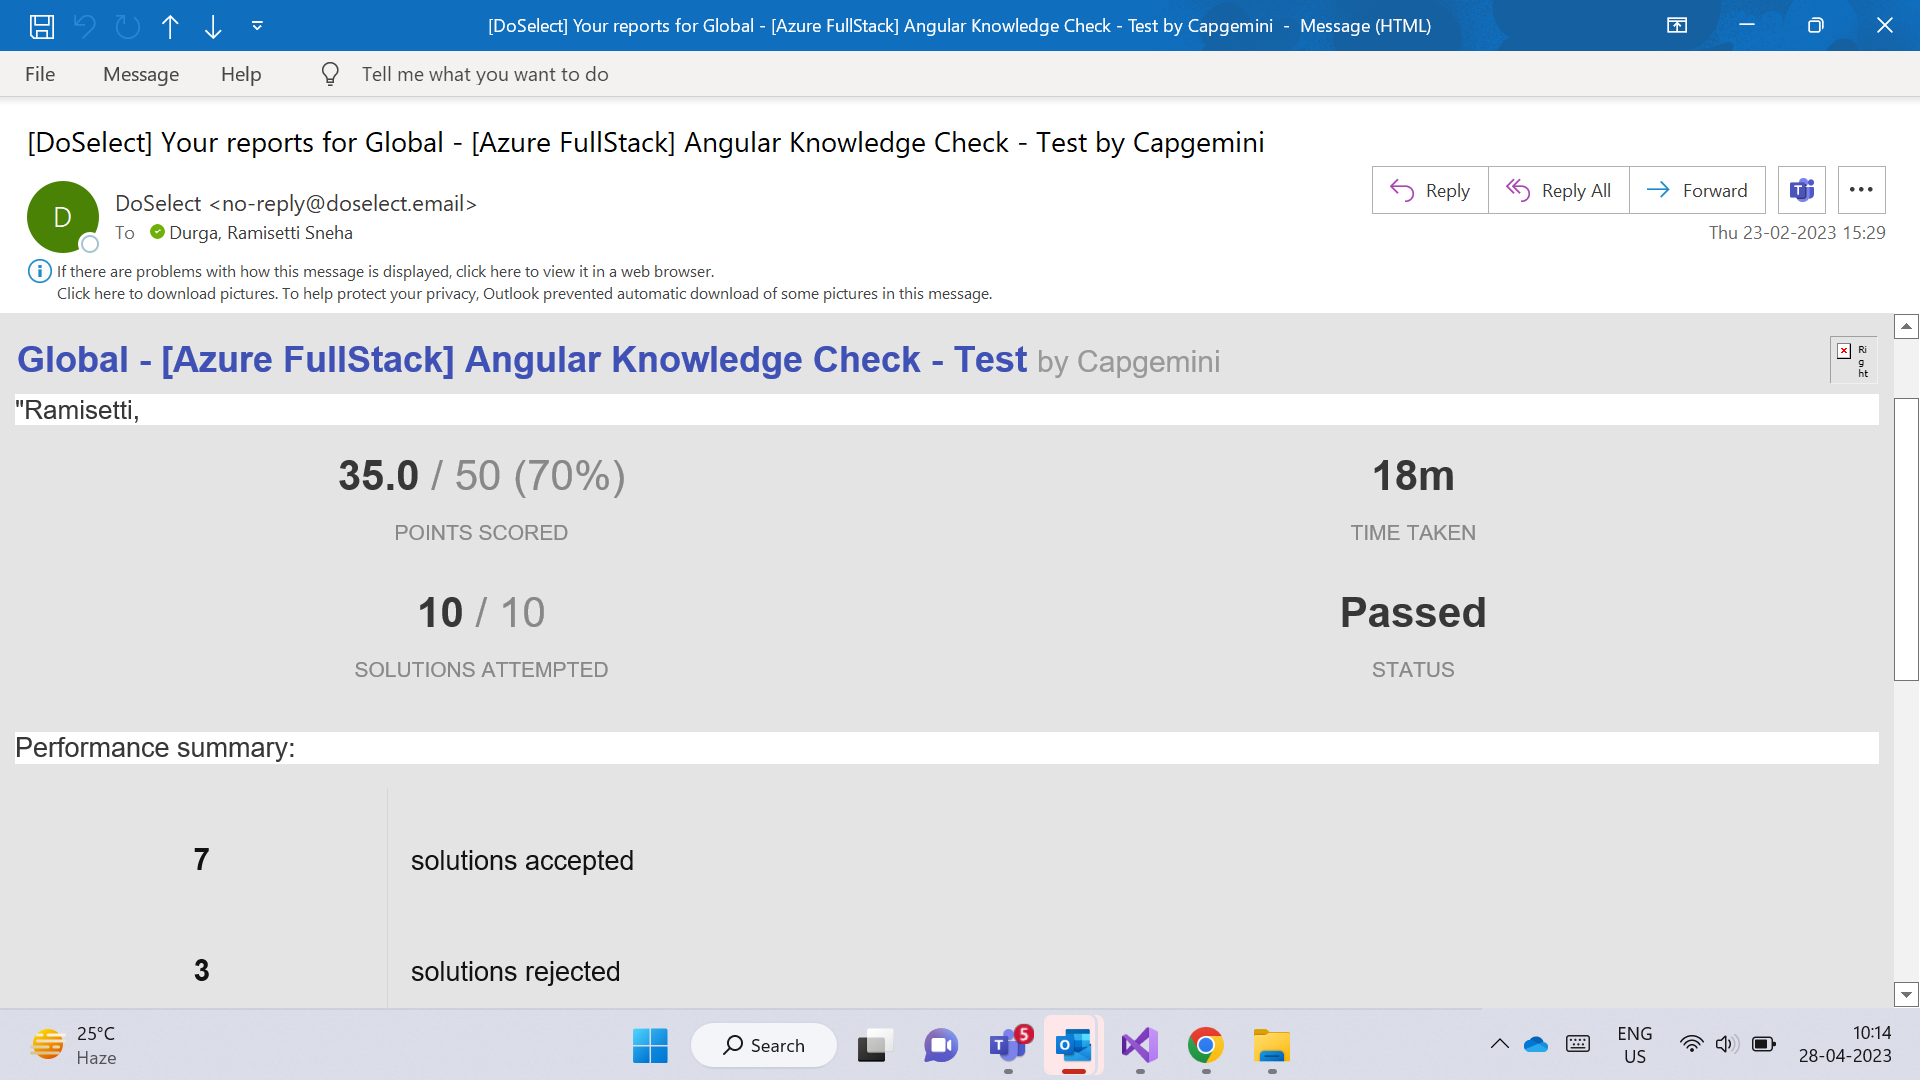 [DoSelect] Your reports for Global - [Azure FullStack] Angular Knowledge Check - Test by Capgemini  -  Message (HTML)
File Message Help Tell me what you want to do
[DoSelect] Your reports for Global - [Azure FullStack] Angular Knowledge Check - Test by Capgemini
Reply Reply All Forward
D
DoSelect <no-reply@doselect.email>
To Durga, Ramisetti Sneha
Thu 23-02-2023 15:29
If there are problems with how this message is displayed, click here to view it in a web browser.
Click here to download pictures. To help protect your privacy, Outlook prevented automatic download of some pictures in this message.
Global - [Azure FullStack] Angular Knowledge Check - Test by Capgemini
Ri
g
ht
"Ramisetti,
35.0 / 50 (70%)
POINTS SCORED
18m
TIME TAKEN
10 / 10
SOLUTIONS ATTEMPTED
Passed
STATUS
Performance summary:
7 solutions accepted
3 solutions rejected
25°C
Haze
Search
5
ENG
US
10:14
28-04-2023